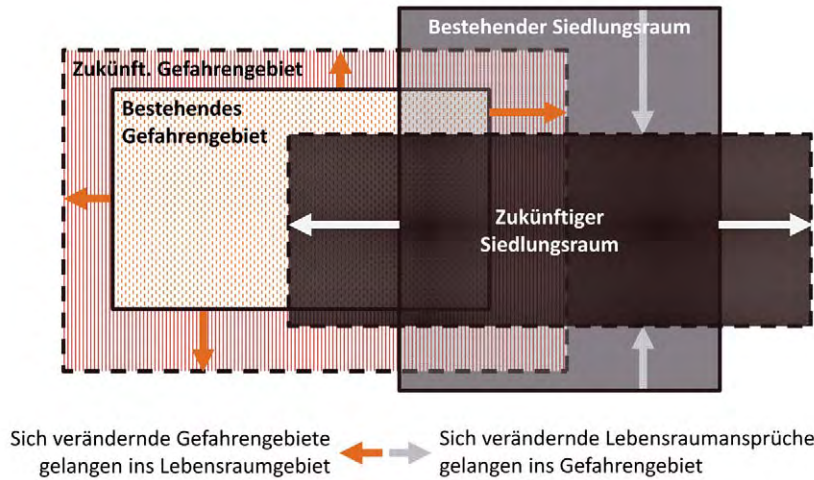 Bestehender Siedlungsraum
Zukünft. Gefahrengebiet
Bestehendes
Gefahrengebiet
Zukünftiger
Siedlungsraum
Sich verändernde Gefahrengebiete
gelangen ins Lebensraumgebiet
Sich verändernde Lebensraumansprüche
gelangen ins Gefahrengebiet